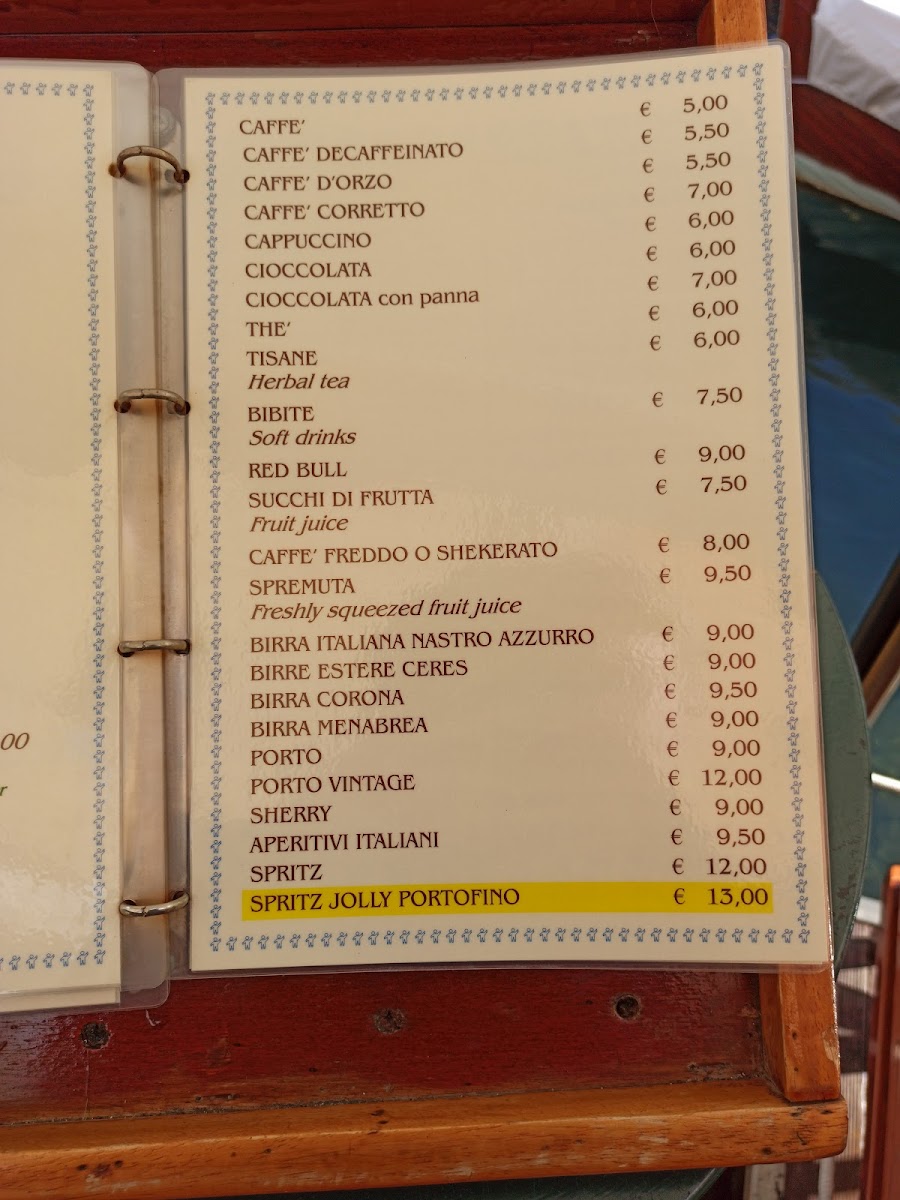 00
r
CAFFE' € 5,00
CAFFE' DECAFFEINATO € 5,50
CAFFE' D'ORZO € 5,50
CAFFE' CORRETTO € 7,00
CAPPUCCINO € 6,00
CIOCCOLATA € 6,00
CIOCCOLATA con panna € 7,00
THE' € 6,00
TISANE € 6,00
Herbal tea
BIBITE € 7,50
Soft drinks
RED BULL € 9,00
SUCCHI DI FRUTTA € 7,50
Fruit juice
CAFFE' FREDDO O SHEKERATO € 8,00
SPREMUTA € 9,50
Freshly squeezed fruit juice
BIRRA ITALIANA NASTRO AZZURRO € 9,00
BIRRE ESTERE CERES € 9,00
BIRRA CORONA € 9,50
BIRRA MENABREA € 9,00
PORTO € 9,00
PORTO VINTAGE € 12,00
SHERRY € 9,00
APERITIVI ITALIANI € 9,50
SPRITZ € 12,00
SPRITZ JOLLY PORTOFINO € 13,00